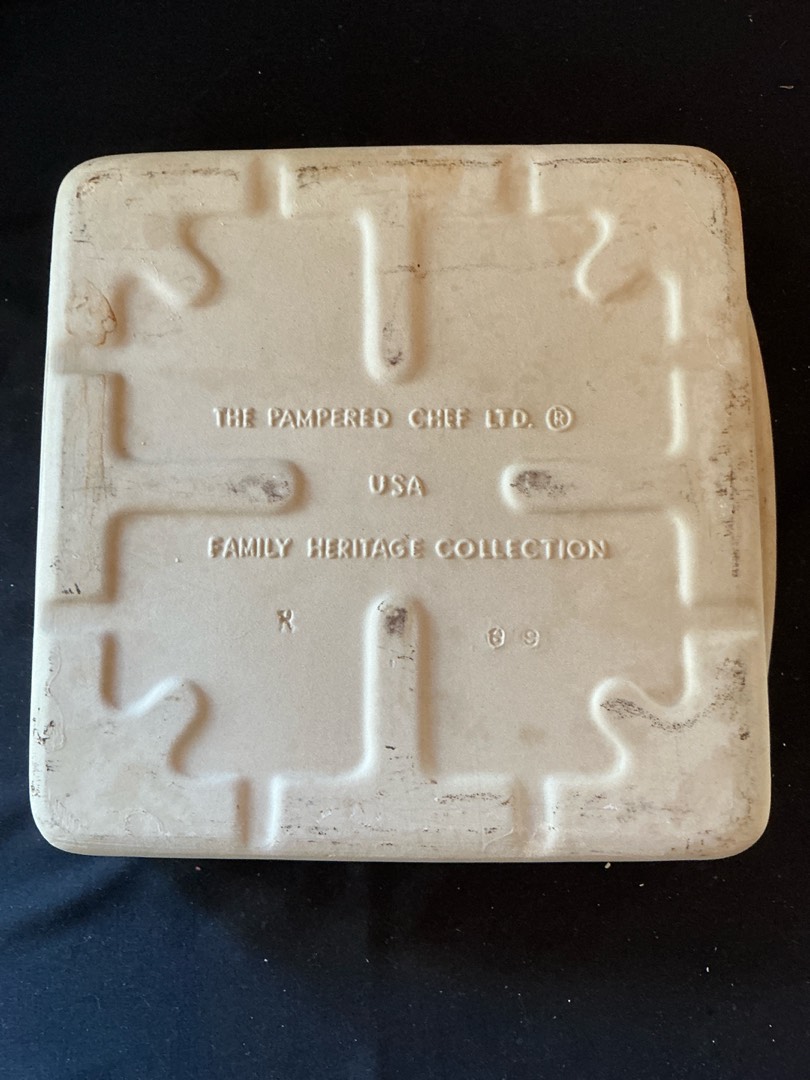 THE PAMPERED CHEF LTD. ®
USA
FAMILY HERITAGE COLLECTION
R 89